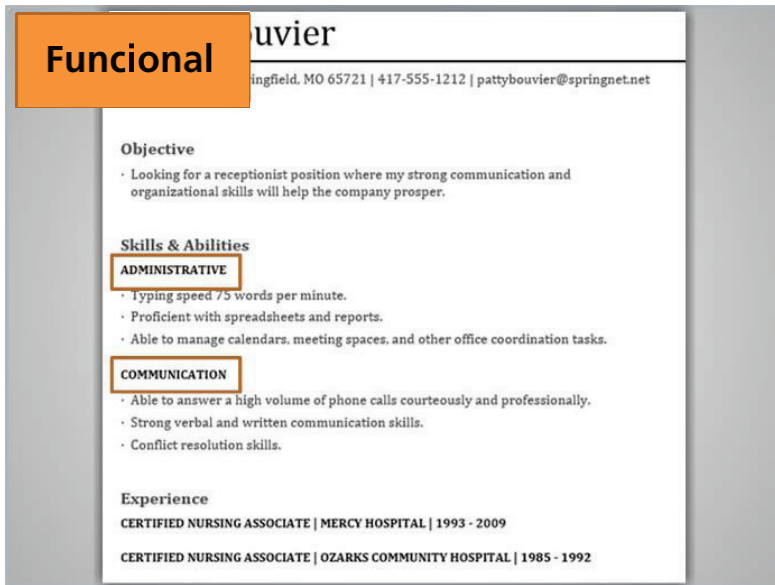 Funcional
ouvier
ingfield, MO 65721 | 417-555-1212 | pattybouvier@springnet.net
Objective
· Looking for a receptionist position where my strong communication and
organizational skills will help the company prosper.
Skills & Abilities
ADMINISTRATIVE
· Typing speed 75 words per minute.
· Proficient with spreadsheets and reports.
· Able to manage calendars, meeting spaces, and other office coordination tasks.
COMMUNICATION
· Able to answer a high volume of phone calls courteously and professionally.
· Strong verbal and written communication skills.
· Conflict resolution skills.
Experience
CERTIFIED NURSING ASSOCIATE | MERCY HOSPITAL | 1993 - 2009
CERTIFIED NURSING ASSOCIATE | OZARKS COMMUNITY HOSPITAL | 1985 - 1992